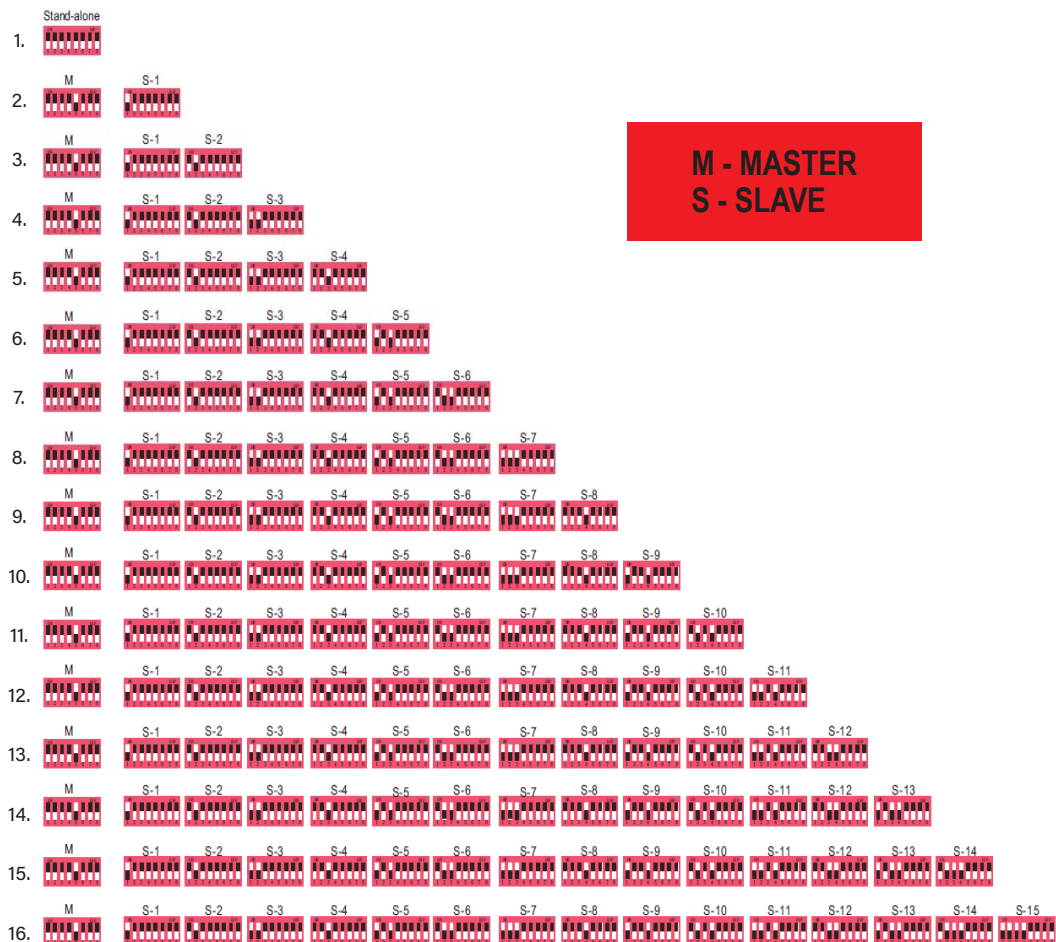 Stand-alone
1.
M S-1
2.
M S-1 S-2
3.
M - MASTER
S - SLAVE
M S-1 S-2 S-3
4.
M S-1 S-2 S-3 S-4
5.
M S-1 S-2 S-3 S-4 S-5
6.
M S-1 S-2 S-3 S-4 S-5 S-6
7.
M S-1 S-2 S-3 S-4 S-5 S-6 S-7
8.
M S-1 S-2 S-3 S-4 S-5 S-6 S-7 S-8
9.
M S-1 S-2 S-3 S-4 S-5 S-6 S-7 S-8 S-9
10.
M S-1 S-2 S-3 S-4 S-5 S-6 S-7 S-8 S-9 S-10
11.
M S-1 S-2 S-3 S-4 S-5 S-6 S-7 S-8 S-9 S-10 S-11
12.
M S-1 S-2 S-3 S-4 S-5 S-6 S-7 S-8 S-9 S-10 S-11 S-12
13.
M S-1 S-2 S-3 S-4 S-5 S-6 S-7 S-8 S-9 S-10 S-11 S-12 S-13
14.
M S-1 S-2 S-3 S-4 S-5 S-6 S-7 S-8 S-9 S-10 S-11 S-12 S-13 S-14
15.
M S-1 S-2 S-3 S-4 S-5 S-6 S-7 S-8 S-9 S-10 S-11 S-12 S-13 S-14 S-15
16.